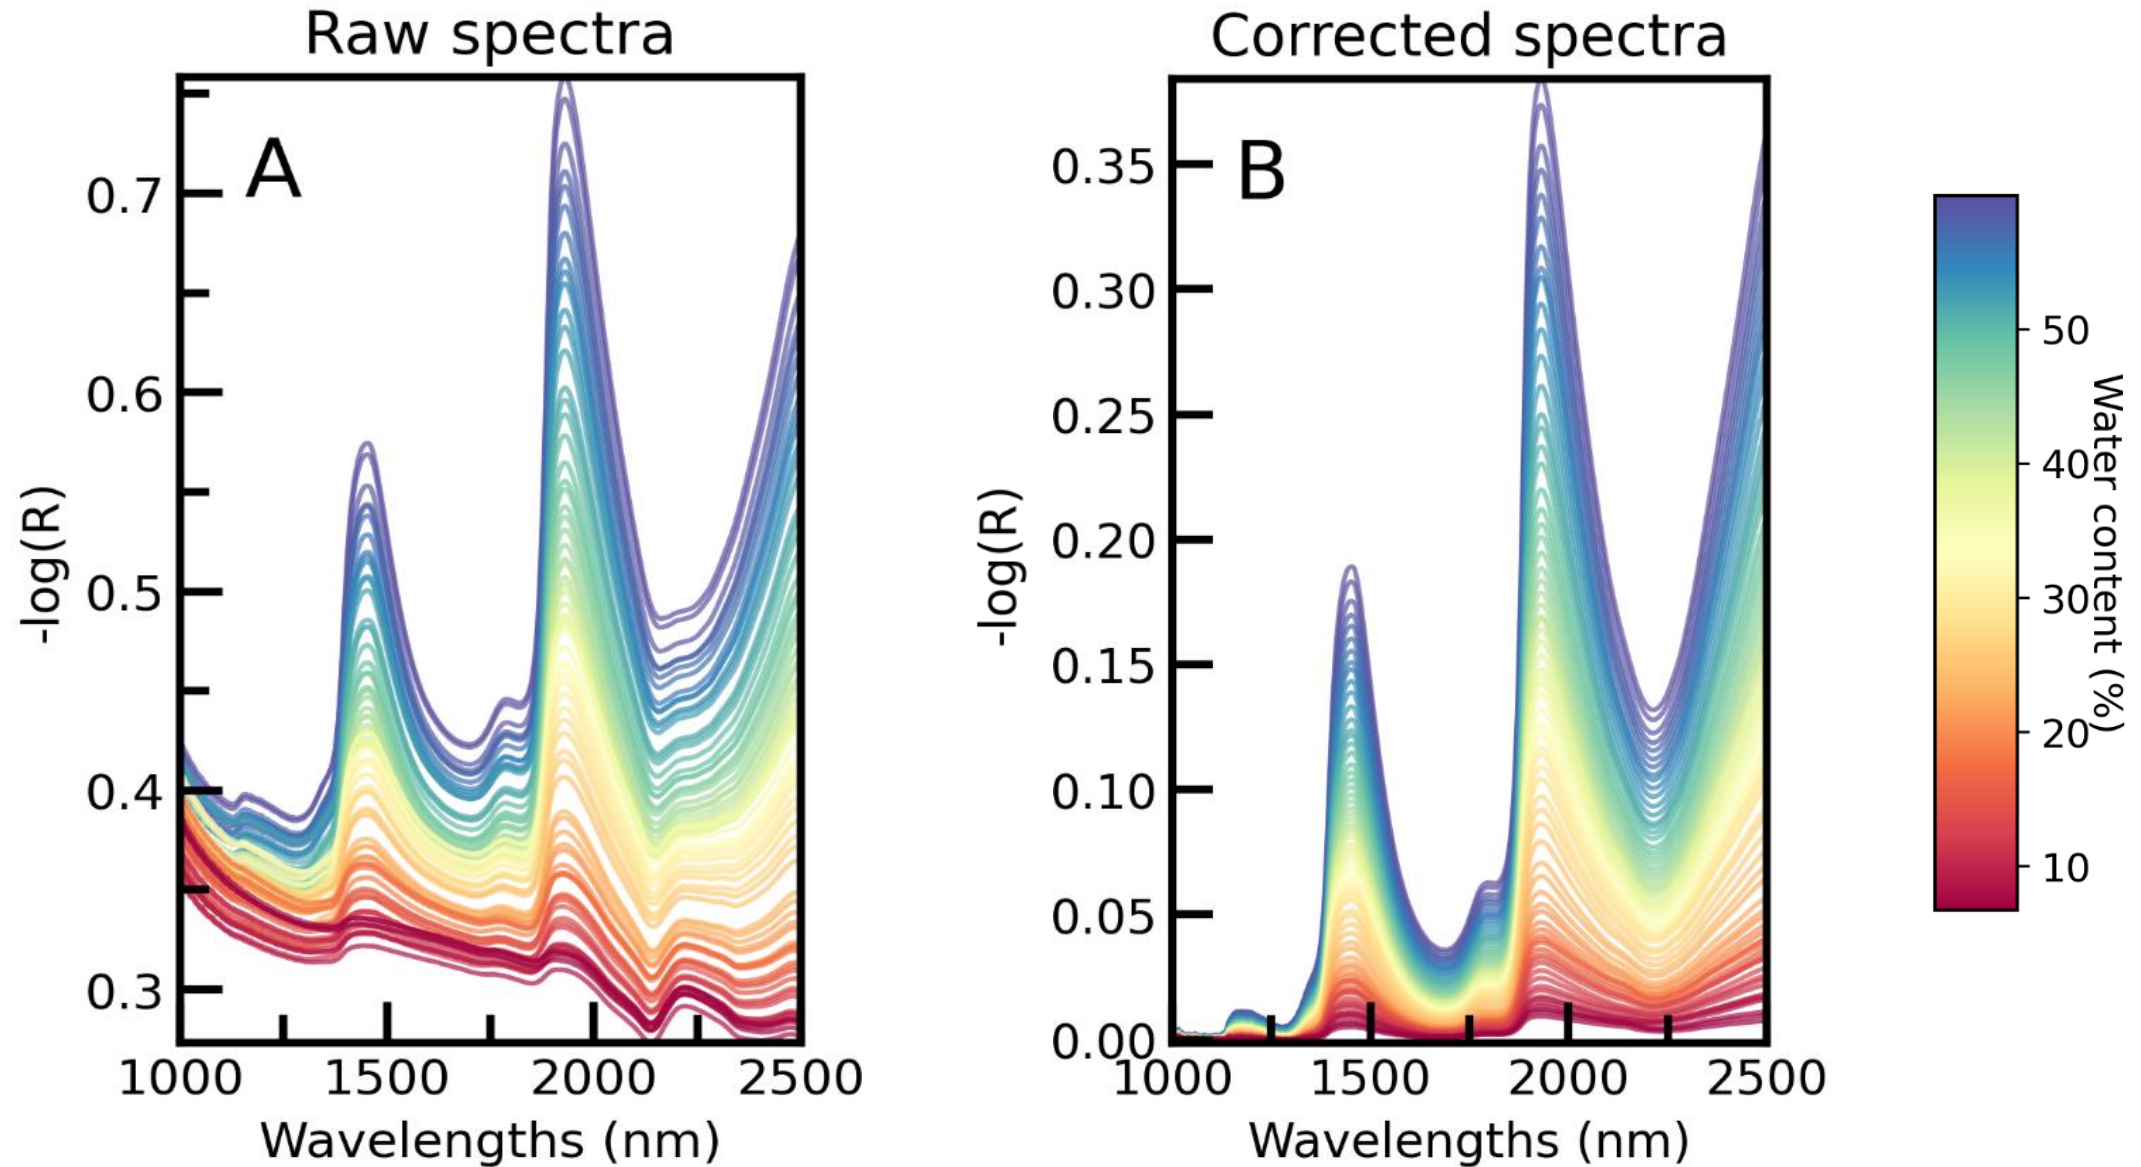 Raw spectra
A
0.7
0.6
0.5
0.4
0.3
-log(R)
1000 1500 2000 2500
Wavelengths (nm)
Corrected spectra
B
0.35
0.30
0.25
0.20
0.15
0.10
0.05
0.00
-log(R)
1000 1500 2000 2500
Wavelengths (nm)
50
40
30
20
10
Water content (%)